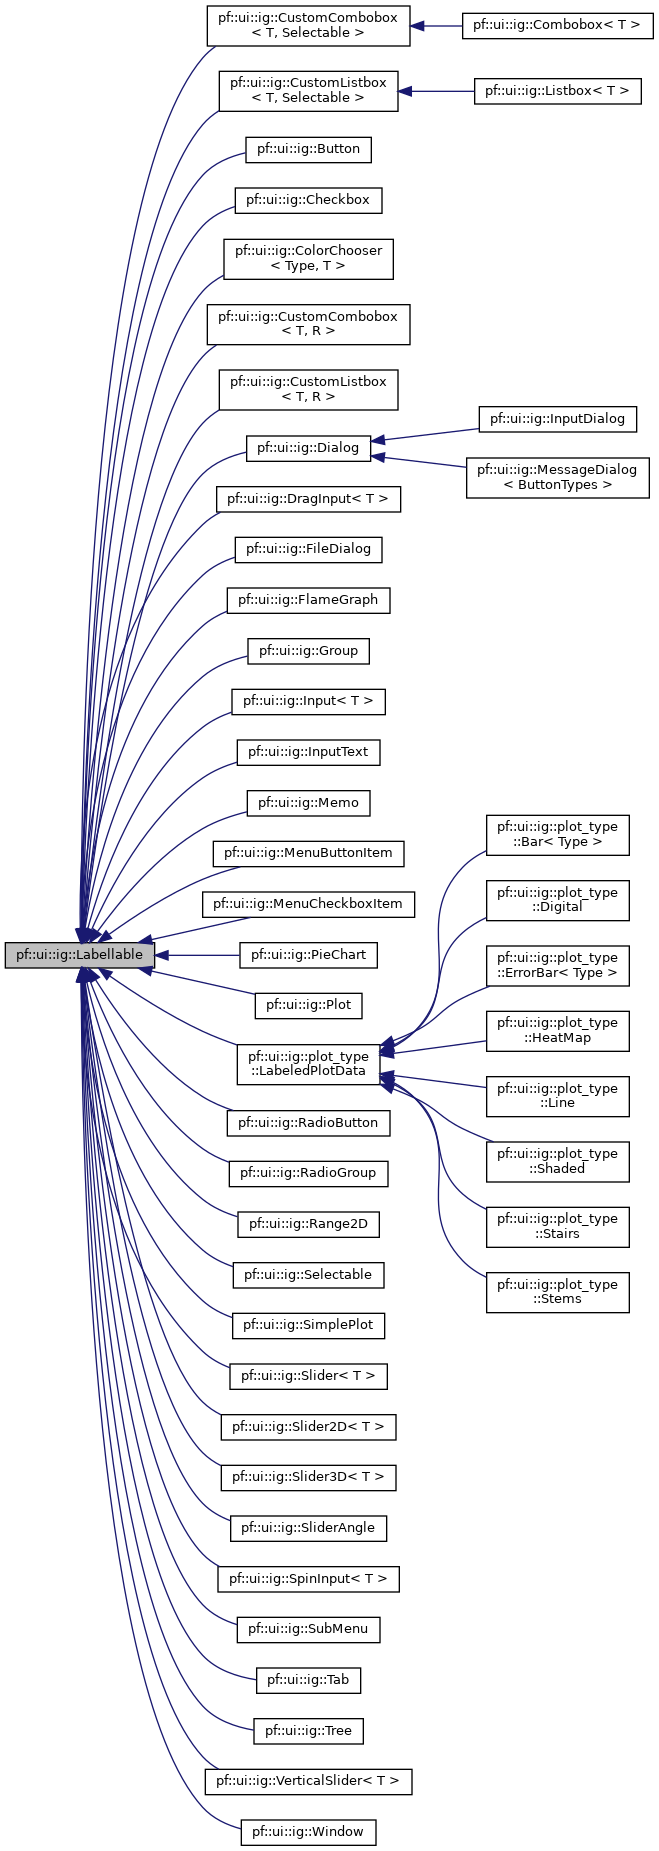 pf::ui::ig::CustomCombobox
< T, Selectable >
pf::ui::ig::Combobox< T >
pf::ui::ig::CustomListbox
< T, Selectable >
pf::ui::ig::Listbox< T >
pf::ui::ig::Button
pf::ui::ig::Checkbox
pf::ui::ig::ColorChooser
< Type, T >
pf::ui::ig::CustomCombobox
< T, R >
pf::ui::ig::CustomListbox
< T, R >
pf::ui::ig::Dialog
pf::ui::ig::InputDialog
pf::ui::ig::MessageDialog
< ButtonTypes >
pf::ui::ig::DragInput< T >
pf::ui::ig::FileDialog
pf::ui::ig::FlameGraph
pf::ui::ig::Group
pf::ui::ig::Input< T >
pf::ui::ig::InputText
pf::ui::ig::Memo
pf::ui::ig::MenuButtonItem
pf::ui::ig::MenuCheckboxItem
pf::ui::ig::Labellable
pf::ui::ig::PieChart
pf::ui::ig::Plot
pf::ui::ig::plot_type
::LabeledPlotData
pf::ui::ig::plot_type
::Bar< Type >
pf::ui::ig::plot_type
::Digital
pf::ui::ig::plot_type
::ErrorBar< Type >
pf::ui::ig::plot_type
::HeatMap
pf::ui::ig::plot_type
::Line
pf::ui::ig::plot_type
::Shaded
pf::ui::ig::plot_type
::Stairs
pf::ui::ig::plot_type
::Stems
pf::ui::ig::RadioButton
pf::ui::ig::RadioGroup
pf::ui::ig::Range2D
pf::ui::ig::Selectable
pf::ui::ig::SimplePlot
pf::ui::ig::Slider< T >
pf::ui::ig::Slider2D< T >
pf::ui::ig::Slider3D< T >
pf::ui::ig::SliderAngle
pf::ui::ig::SpinInput< T >
pf::ui::ig::SubMenu
pf::ui::ig::Tab
pf::ui::ig::Tree
pf::ui::ig::VerticalSlider< T >
pf::ui::ig::Window